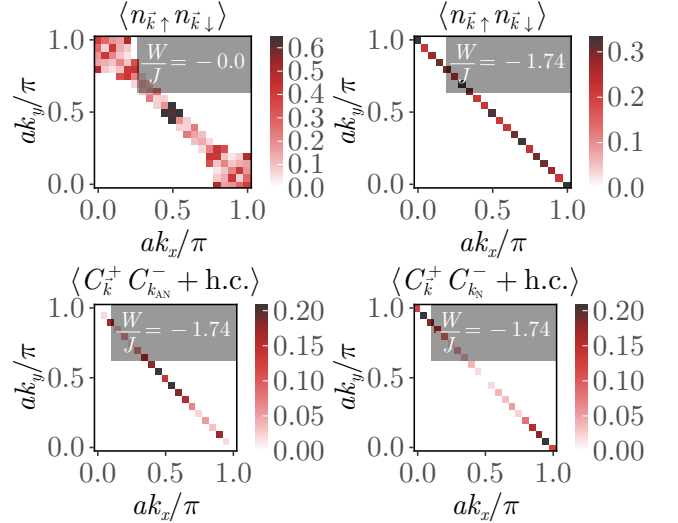 ⟨n_{k⃗↑} n_{k⃗↓}⟩ ⟨n_{k⃗↑} n_{k⃗↓}⟩
1.0 0.5 0.0
ak_y/π
W/J = −0.0
0.6 0.5 0.4 0.3 0.2 0.1 0.0
0.0 0.5 1.0
ak_x/π
1.0 0.5 0.0
ak_y/π
W/J = −1.74
0.3 0.2 0.1 0.0
0.0 0.5 1.0
ak_x/π
⟨C_{k⃗}^+ C_{k_AN}^− + h.c.⟩ ⟨C_{k⃗}^+ C_{k_N}^− + h.c.⟩
1.0 0.5 0.0
ak_y/π
W/J = −1.74
0.20 0.15 0.10 0.05 0.00
0.0 0.5 1.0
ak_x/π
1.0 0.5 0.0
ak_y/π
W/J = −1.74
0.20 0.15 0.10 0.05 0.00
0.0 0.5 1.0
ak_x/π